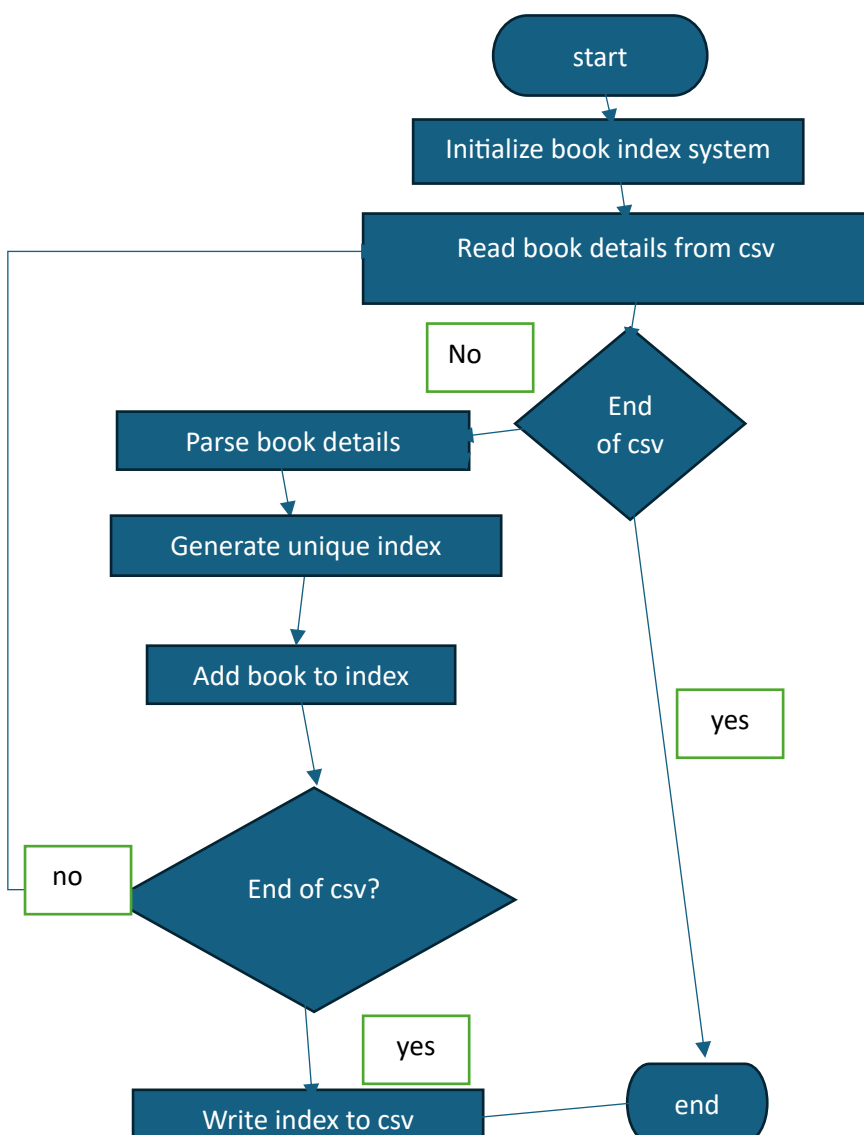 start
Initialize book index system
Read book details from csv
No
End
of csv
Parse book details
Generate unique index
Add book to index
yes
End of csv?
no
yes
Write index to csv
end